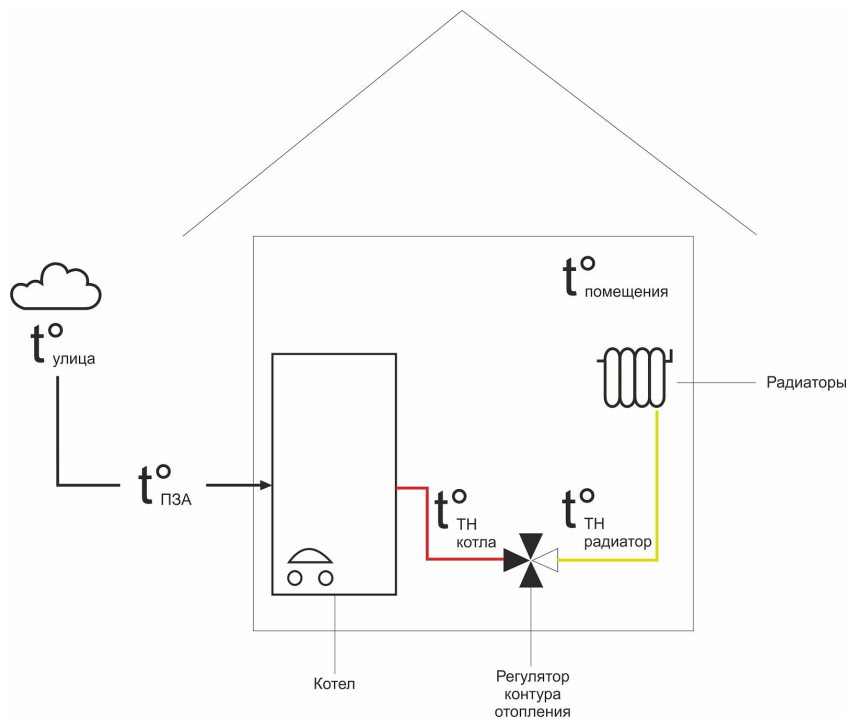 t°
помещения
t°
улица
Радиаторы
t°
ПЗА
t°
ТН
котла
t°
ТН
радиатор
Котел
Регулятор
контура
отопления